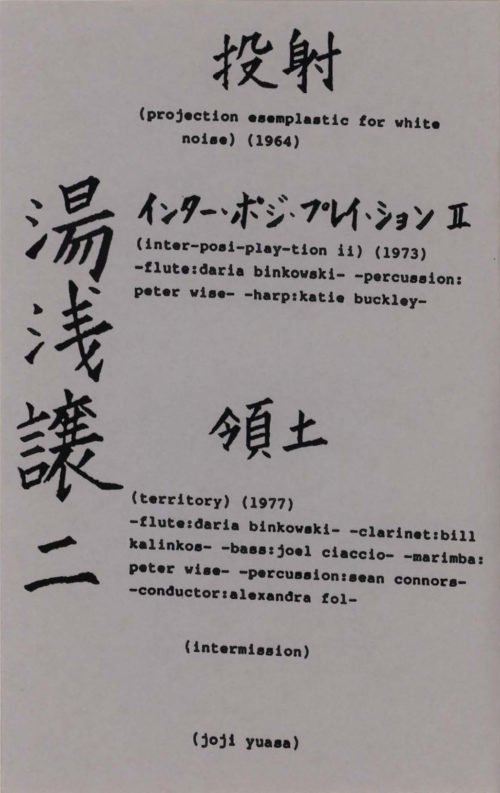 投射
(projection esemplastic for white
noise) (1964)
湯浅譲二
インター・ポジ・プレイ・ション II
(inter-posi-play-tion ii) (1973)
-flute:daria binkowski- -percussion:
peter wise- -harp:katie buckley-
領土
(territory) (1977)
-flute:daria binkowski- -clarinet:bill
kalinkos- -bass:joel ciaccio- -marimba:
peter wise- -percussion:sean connors-
-conductor:alexandra fol-
(intermission)
(joji yuasa)